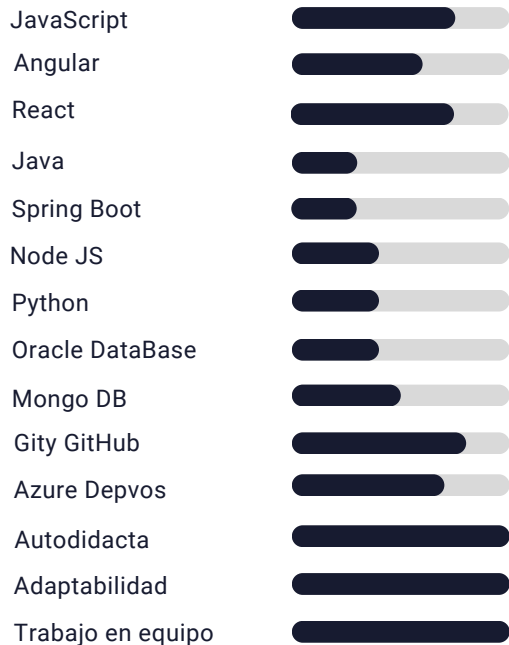 JavaScript
Angular
React
Java
Spring Boot
Node JS
Python
Oracle DataBase
Mongo DB
Gity GitHub
Azure Depvos
Autodidacta
Adaptabilidad
Trabajo en equipo